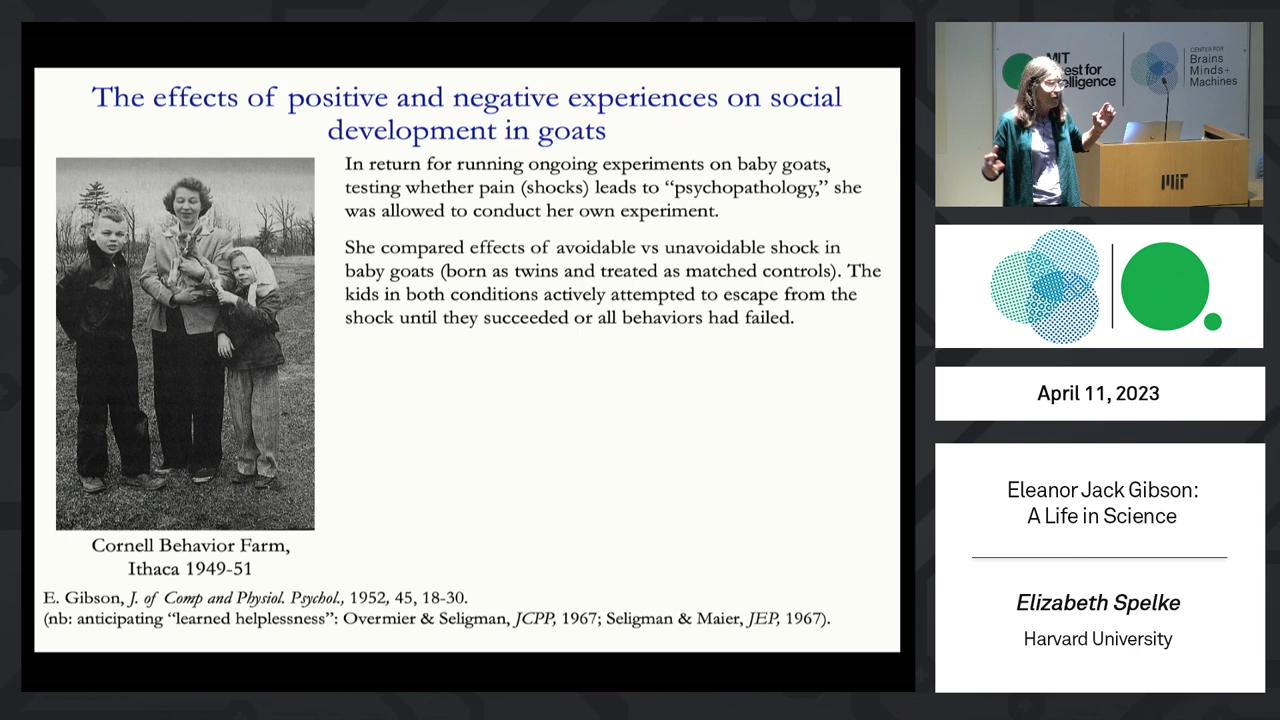 The effects of positive and negative experiences on social
development in goats
In return for running ongoing experiments on baby goats,
testing whether pain (shocks) leads to “psychopathology,” she
was allowed to conduct her own experiment.
She compared effects of avoidable vs unavoidable shock in
baby goats (born as twins and treated as matched controls). The
kids in both conditions actively attempted to escape from the
shock until they succeeded or all behaviors had failed.
Cornell Behavior Farm,
Ithaca 1949-51
E. Gibson, J. of Comp and Physiol. Psychol., 1952, 45, 18-30.
(nb: anticipating “learned helplessness”: Overmier & Seligman, JCPP, 1967; Seligman & Maier, JEP, 1967).
MIT
est for
elligence
CENTER FOR
Brains
Minds+
Machines
MIT
April 11, 2023
Eleanor Jack Gibson:
A Life in Science
Elizabeth Spelke
Harvard University